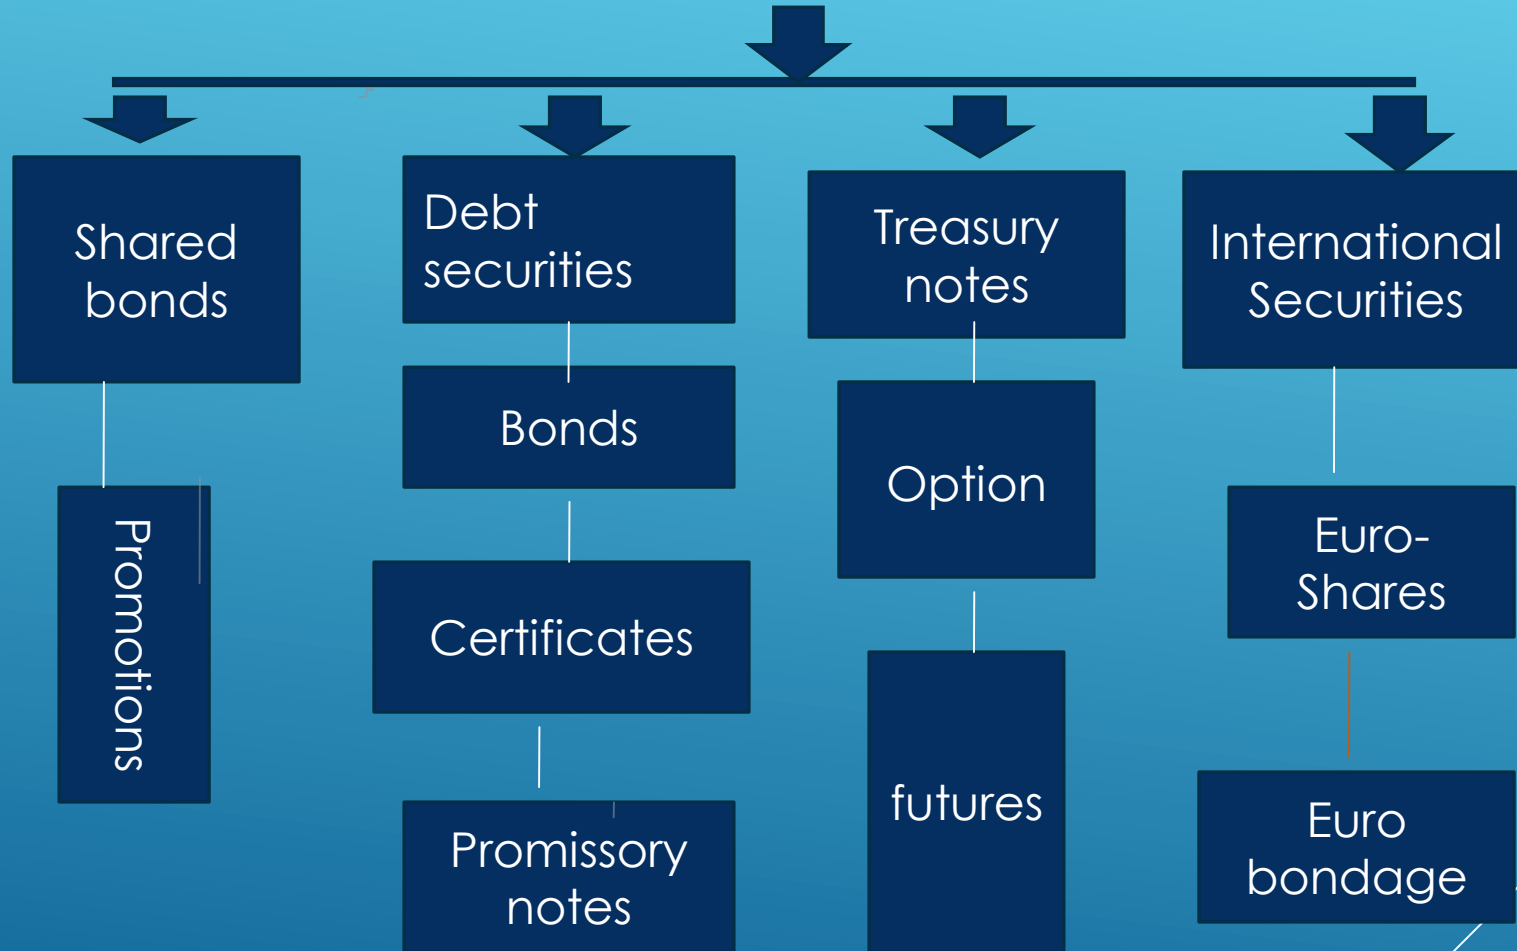 Shared
bonds
Promotions
Debt
securities
Bonds
Certificates
Promissory
notes
Treasury
notes
Option
futures
International
Securities
Euro-
Shares
Euro
bondage